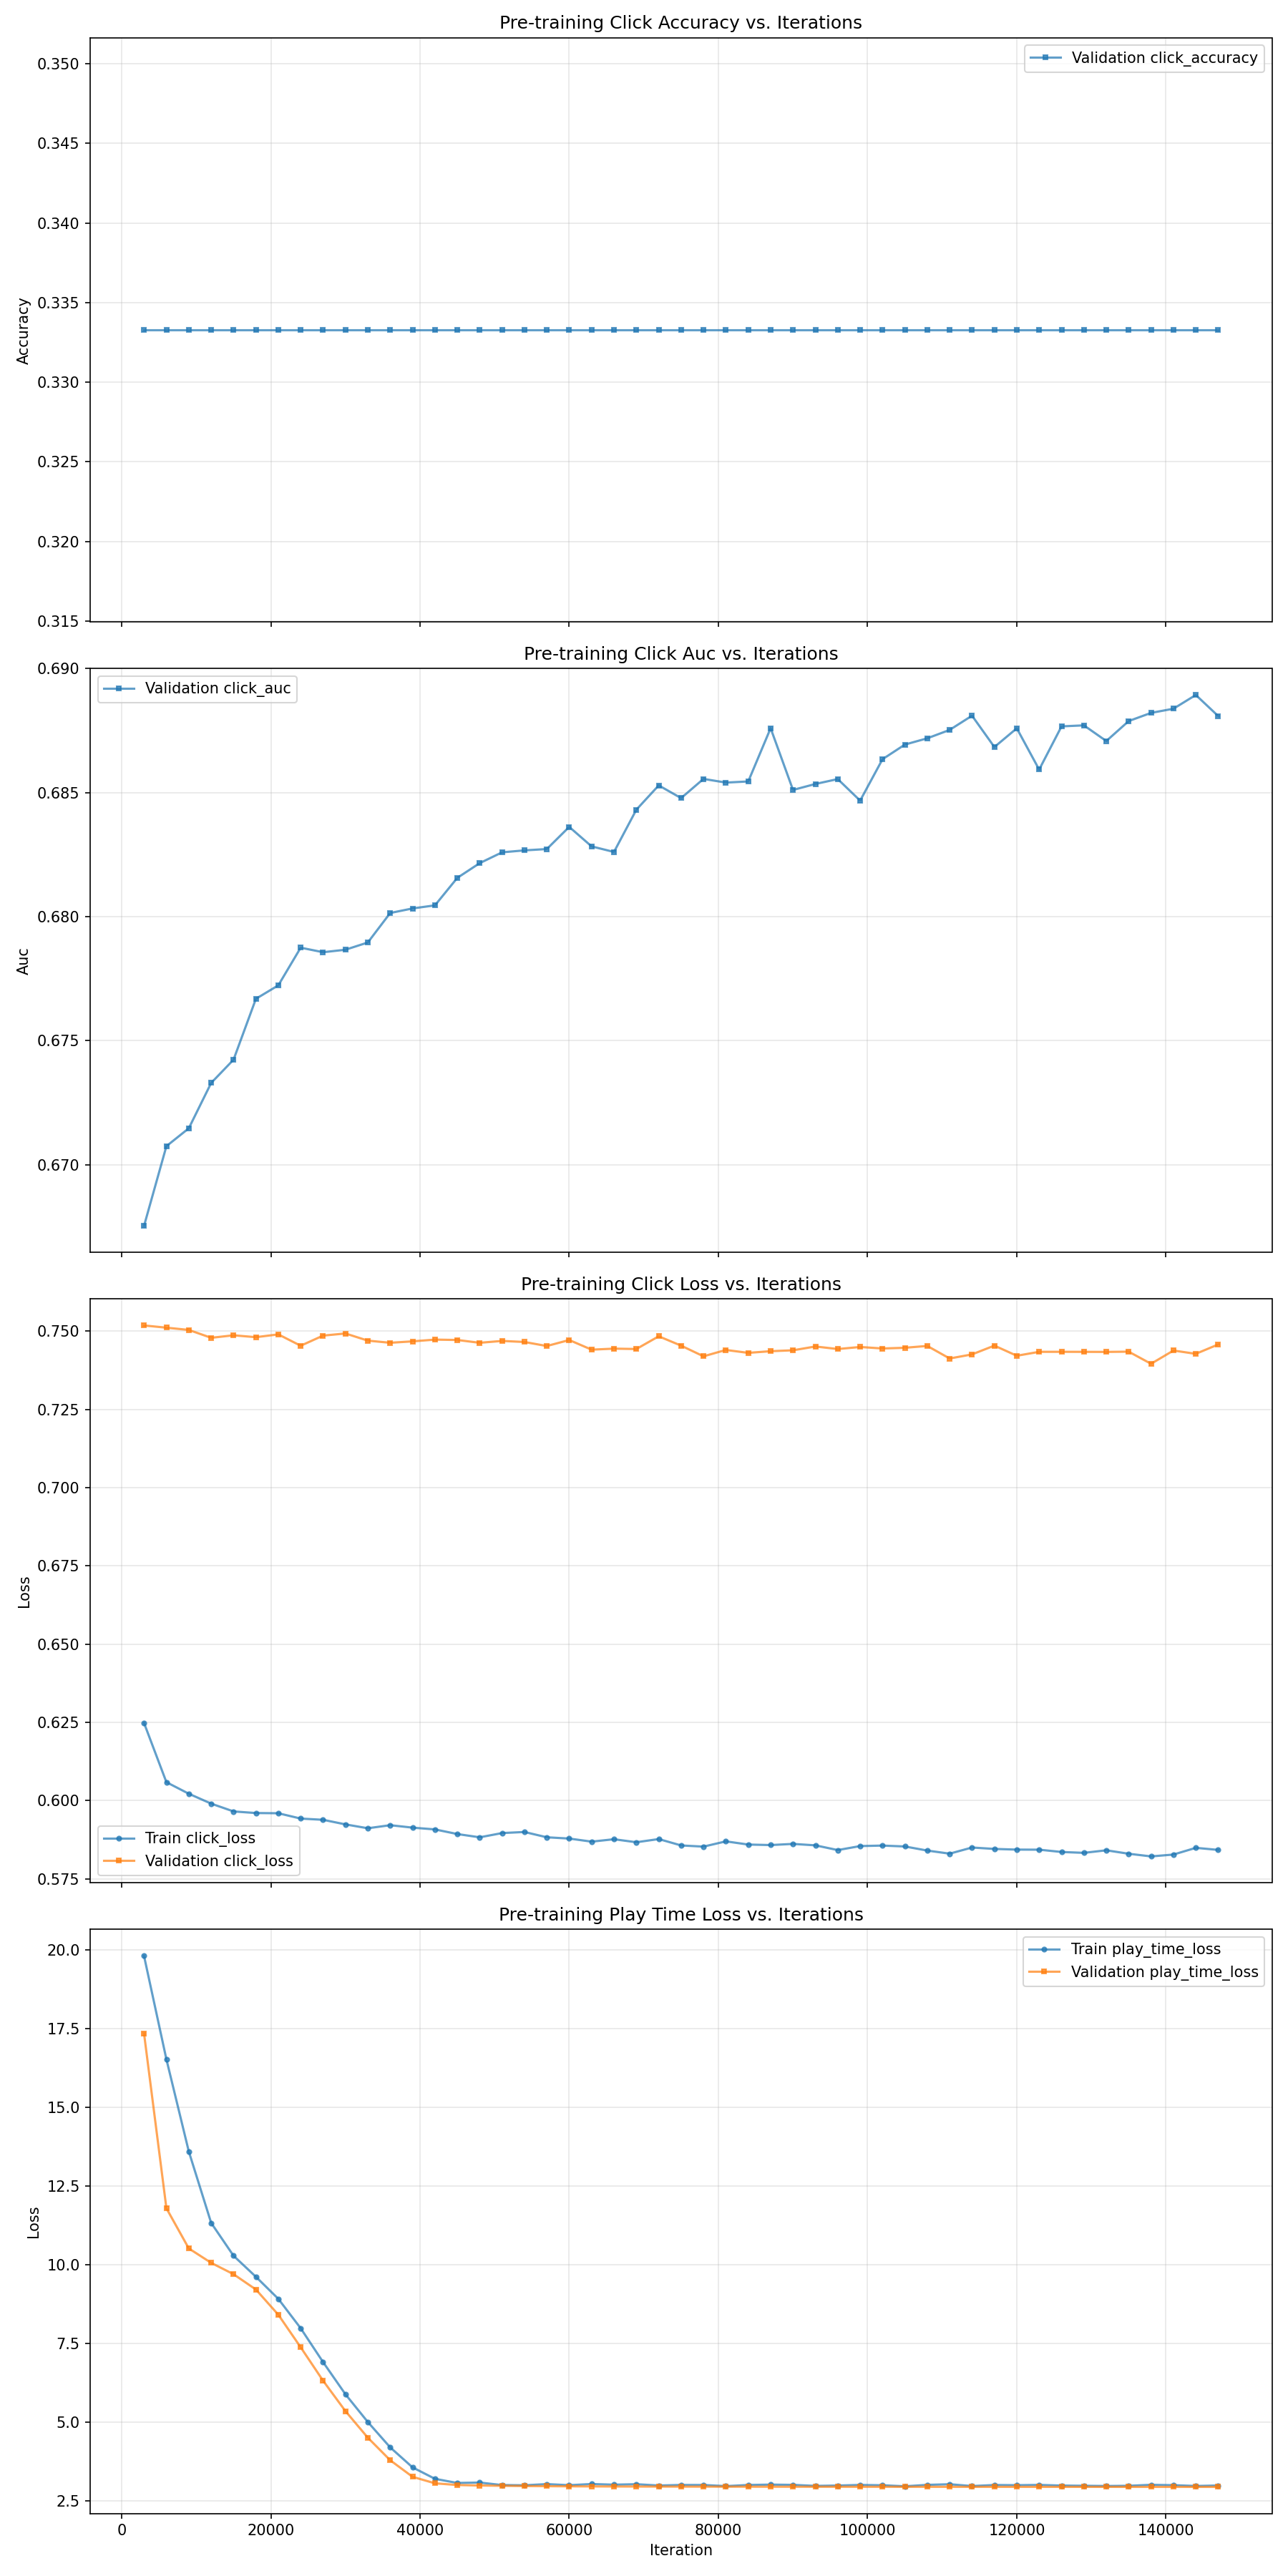 Pre-training Click Accuracy vs. Iterations
Validation click_accuracy
Accuracy
0.350
0.345
0.340
0.335
0.330
0.325
0.320
0.315
Pre-training Click Auc vs. Iterations
Validation click_auc
Auc
0.690
0.685
0.680
0.675
0.670
Pre-training Click Loss vs. Iterations
Loss
0.750
0.725
0.700
0.675
0.650
0.625
0.600
0.575
Train click_loss
Validation click_loss
Pre-training Play Time Loss vs. Iterations
Train play_time_loss
Validation play_time_loss
Loss
20.0
17.5
15.0
12.5
10.0
7.5
5.0
2.5
0 20000 40000 60000 80000 100000 120000 140000
Iteration